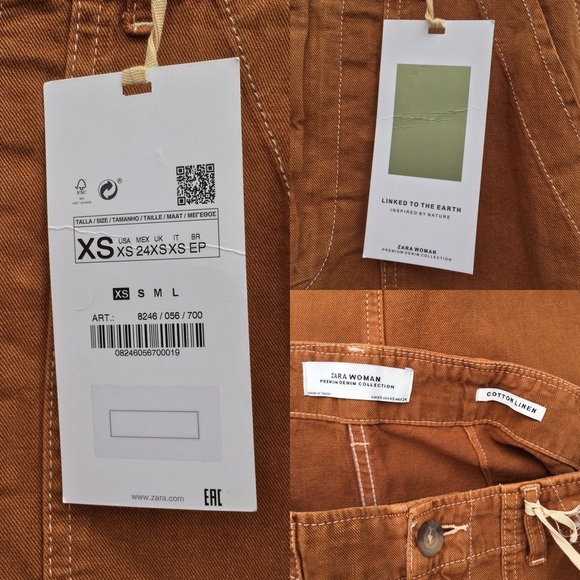 FSC
TALLA / SIZE / TAMANHO / TAILLE / MAAT / ΜΕΓΕΘΟΣ
XS
USA MEX UK IT BR
XS 24 XS XS EP
XS S M L
ART.: 8246 / 056 / 700
08246056700019
www.zara.com
EAC
LINKED TO THE EARTH
INSPIRED BY NATURE
ZARA WOMAN
PREMIUM DENIM COLLECTION
ZARA WOMAN
PREMIUM DENIM COLLECTION
COTTON LINEN